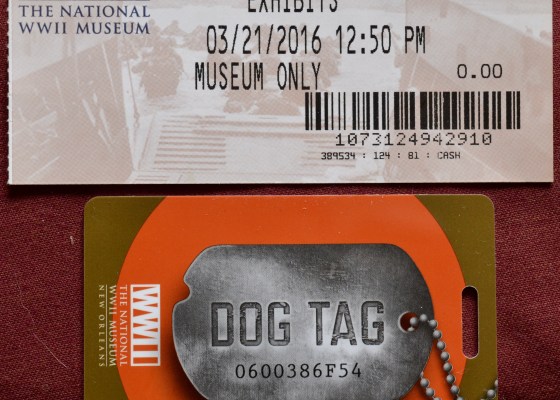 THE NATIONAL
WWII MUSEUM
EXHIBITS
03/21/2016 12:50 PM
MUSEUM ONLY 0.00
1073124942910
389534 : 124 : 81 : CASH
WWII
THE NATIONAL
WWII MUSEUM
NEW ORLEANS
DOG TAG
0600386F54